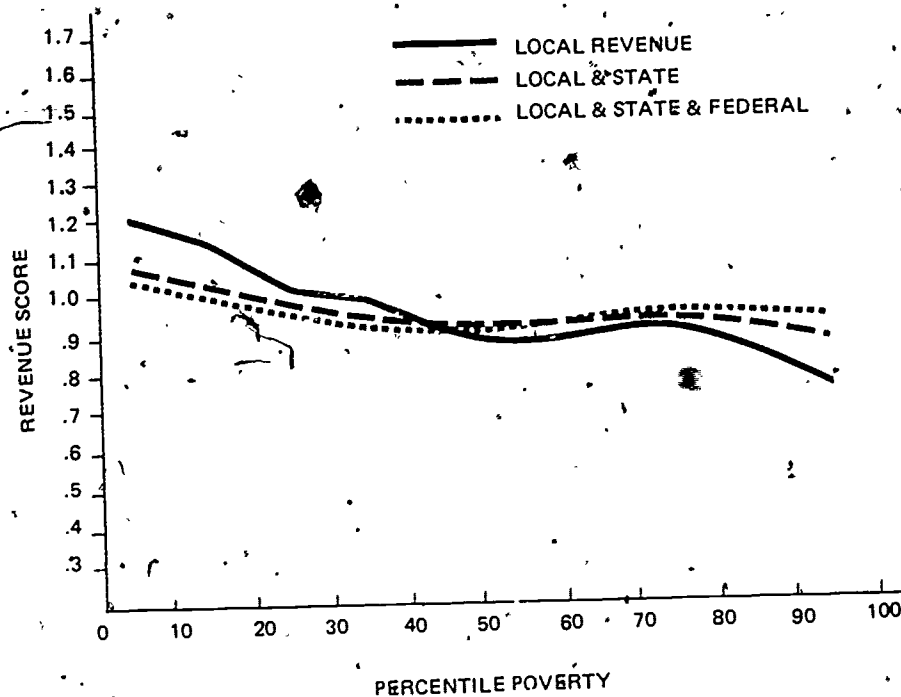 1.7
1.6
1.5
1.4
1.3
1.2
1.1
1.0
.9
.8
.7
.6
.5
.4
.3
REVENUE SCORE
LOCAL REVENUE
LOCAL & STATE
LOCAL & STATE & FEDERAL
0 10 20 30 40 50 60 70 80 90 100
PERCENTILE POVERTY